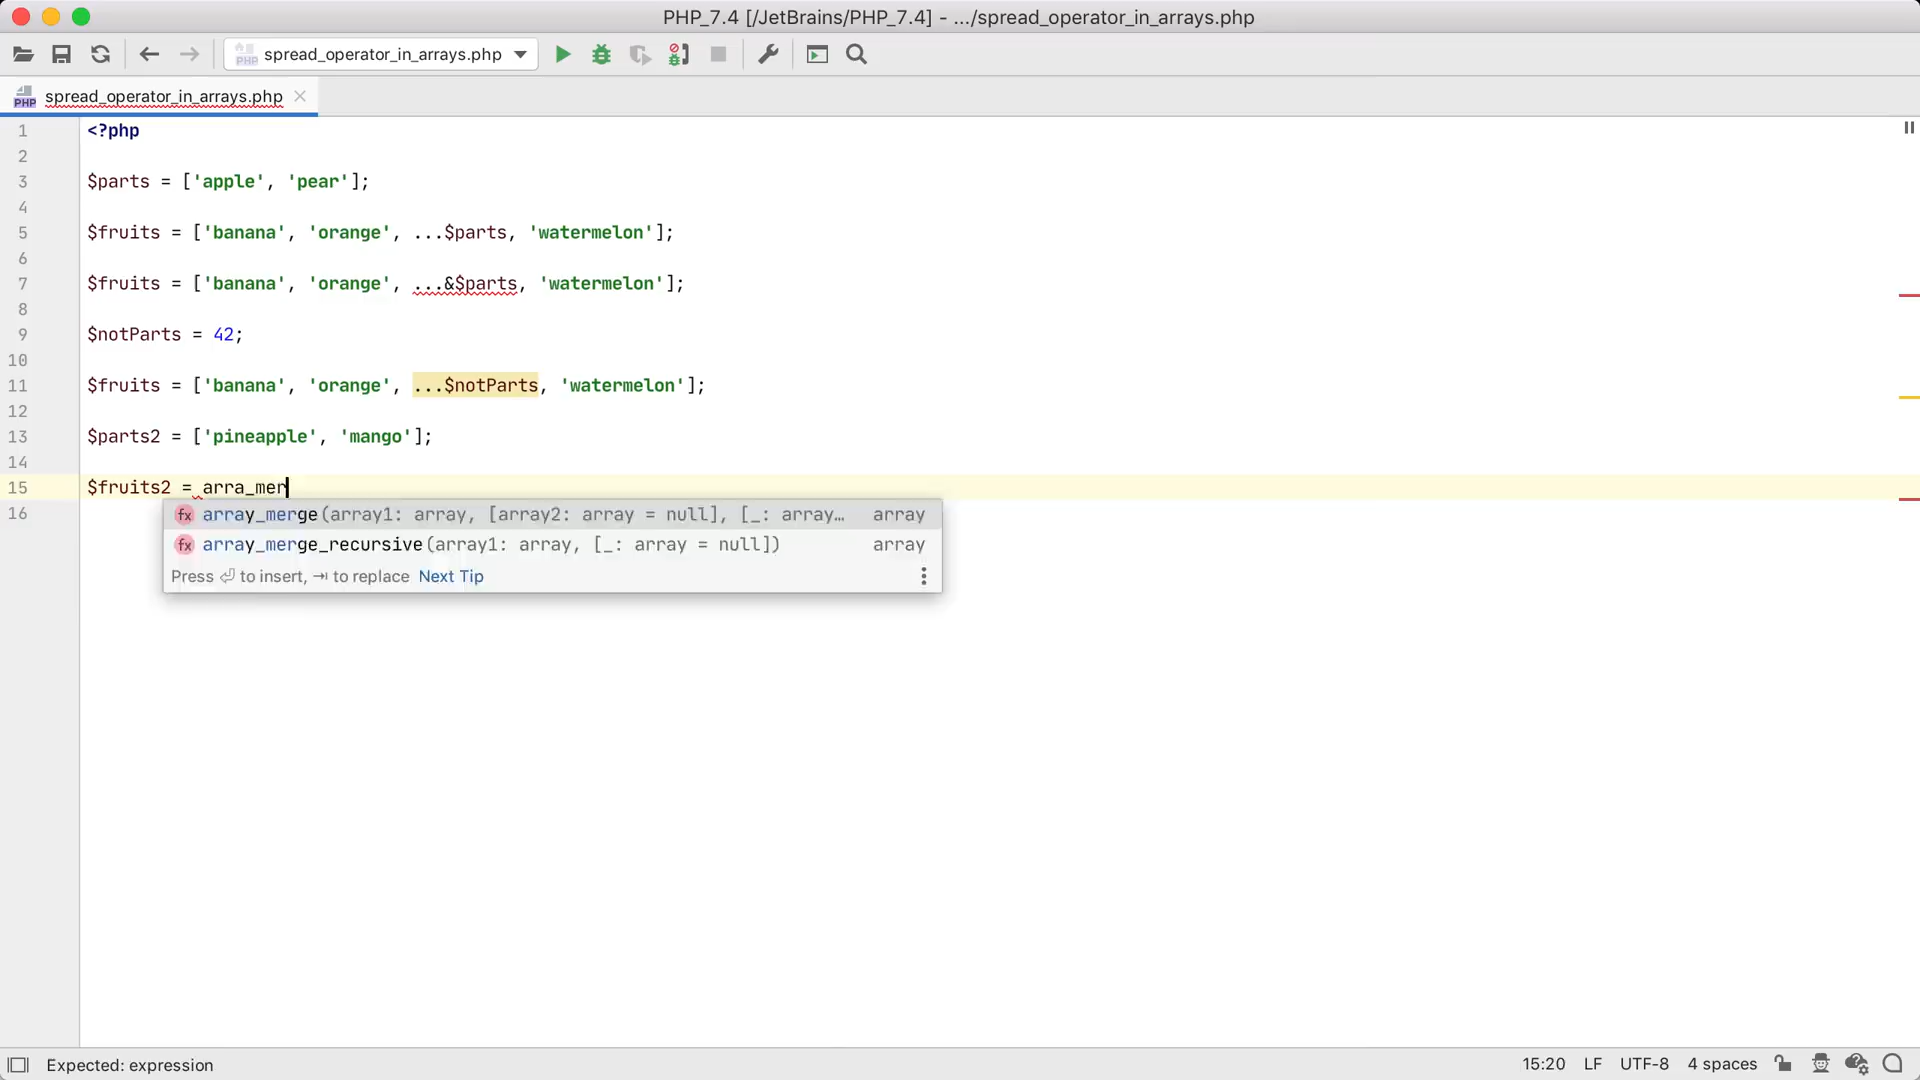 PHP_7.4 [/JetBrains/PHP_7.4] - .../spread_operator_in_arrays.php
PHP spread_operator_in_arrays.php
PHP spread_operator_in_arrays.php
1 <?php
2
3 $parts = ['apple', 'pear'];
4
5 $fruits = ['banana', 'orange', ...$parts, 'watermelon'];
6
7 $fruits = ['banana', 'orange', ...&$parts, 'watermelon'];
8
9 $notParts = 42;
10
11 $fruits = ['banana', 'orange', ...$notParts, 'watermelon'];
12
13 $parts2 = ['pineapple', 'mango'];
14
15 $fruits2 = arra_mer
16
fx array_merge(array1: array, [array2: array = null], [_: array… array
fx array_merge_recursive(array1: array, [_: array = null]) array
Press ⏎ to insert, ⇥ to replace Next Tip
Expected: expression 15:20 LF UTF-8 4 spaces